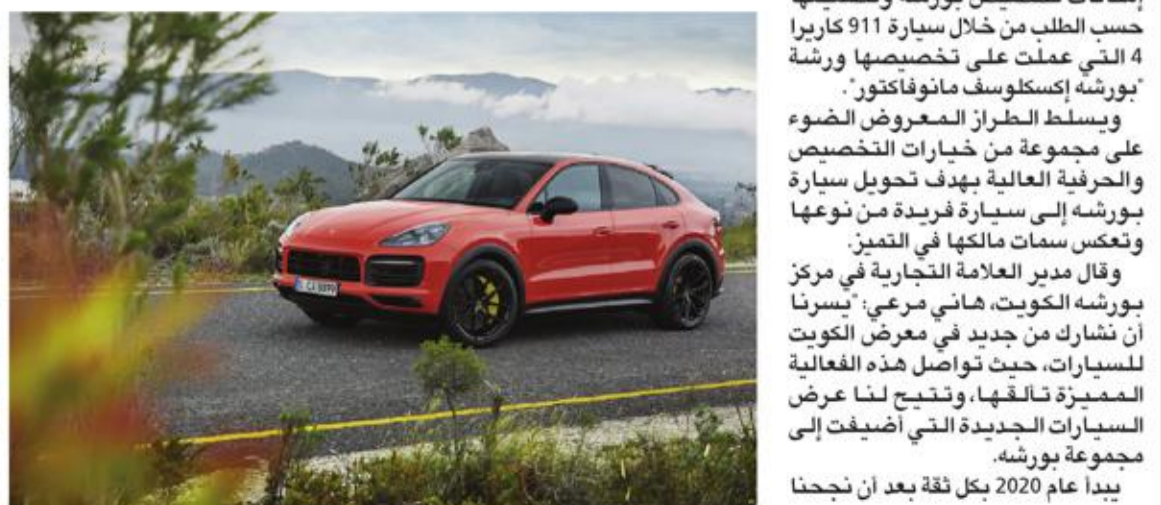 حسب الطلب من خلال سيارة 911 كاريرا
4 التي عملت على تخصيصها ورشة
"بورشه إكسكلوسف مانوفاكتور".
ويسلط الطراز المعروض الضوء
على مجموعة من خيارات التخصيص
والحرفية العالية بهدف تحويل سيارة
بورشه إلى سيارة فريدة من نوعها
وتعكس سمات مالكها في التميز.
وقال مدير العلامة التجارية في مركز
بورشه الكويت، هاني مرعي: "يسرنا
أن نشارك من جديد في معرض الكويت
للسيارات، حيث تواصل هذه الفعالية
المميزة تألقها، وتتيح لنا عرض
السيارات الجديدة التي أضيفت إلى
مجموعة بورشه.
يبدأ عام 2020 بكل ثقة بعد أن نجحنا